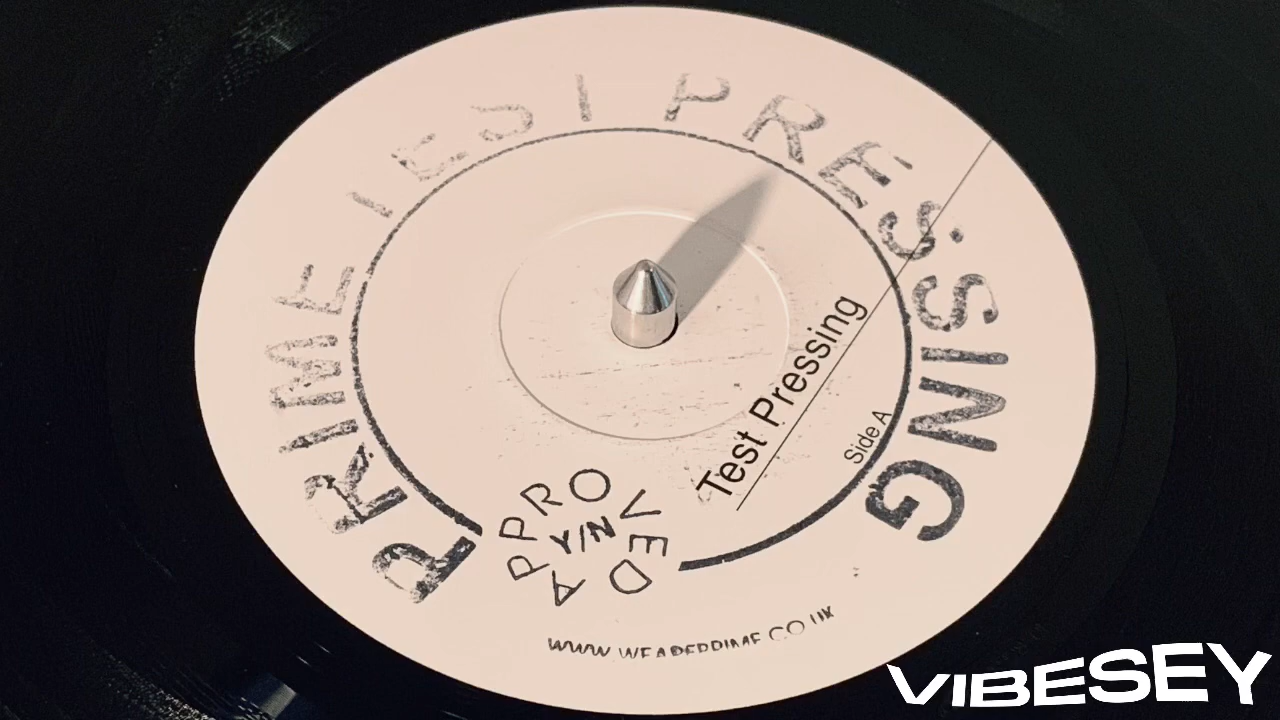 PRIME TEST PRESSING
Test Pressing
Side A
APPROVED
Y/N
WWW.WEAREPRIME.CO.UK
VIBESEY